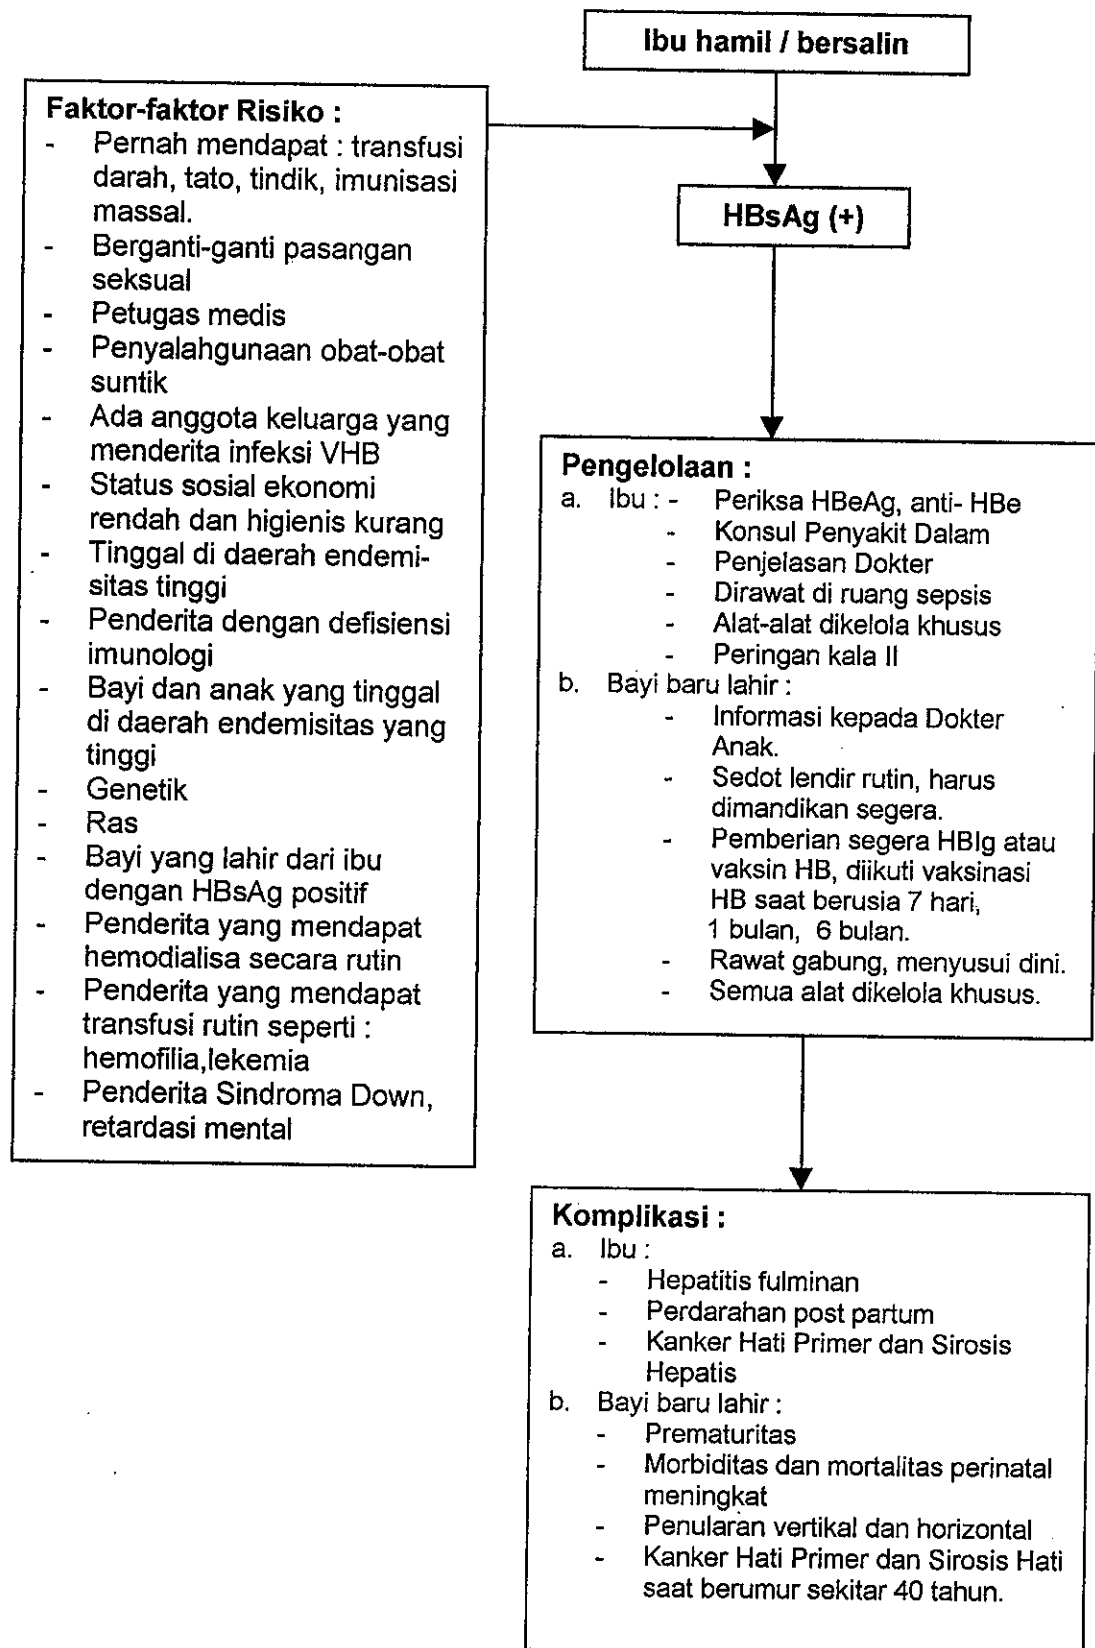 Ibu hamil / bersalin
Faktor-faktor Risiko :
- Pernah mendapat : transfusi
darah, tato, tindik, imunisasi
massal.
- Berganti-ganti pasangan
seksual
- Petugas medis
- Penyalahgunaan obat-obat
suntik
- Ada anggota keluarga yang
menderita infeksi VHB
- Status sosial ekonomi
rendah dan higienis kurang
- Tinggal di daerah endemi-
sitas tinggi
- Penderita dengan defisiensi
imunologi
- Bayi dan anak yang tinggal
di daerah endemisitas yang
tinggi
- Genetik
- Ras
- Bayi yang lahir dari ibu
dengan HBsAg positif
- Penderita yang mendapat
hemodialisa secara rutin
- Penderita yang mendapat
transfusi rutin seperti :
hemofilia,lekemia
- Penderita Sindroma Down,
retardasi mental
HBsAg (+)
Pengelolaan :
a. Ibu : - Periksa HBeAg, anti- HBe
- Konsul Penyakit Dalam
- Penjelasan Dokter
- Dirawat di ruang sepsis
- Alat-alat dikelola khusus
- Peringan kala II
b. Bayi baru lahir :
- Informasi kepada Dokter
Anak.
- Sedot lendir rutin, harus
dimandikan segera.
- Pemberian segera HBIg atau
vaksin HB, diikuti vaksinasi
HB saat berusia 7 hari,
1 bulan, 6 bulan.
- Rawat gabung, menyusui dini.
- Semua alat dikelola khusus.
Komplikasi :
a. Ibu :
- Hepatitis fulminan
- Perdarahan post partum
- Kanker Hati Primer dan Sirosis
Hepatis
b. Bayi baru lahir :
- Prematuritas
- Morbiditas dan mortalitas perinatal
meningkat
- Penularan vertikal dan horizontal
- Kanker Hati Primer dan Sirosis Hati
saat berumur sekitar 40 tahun.